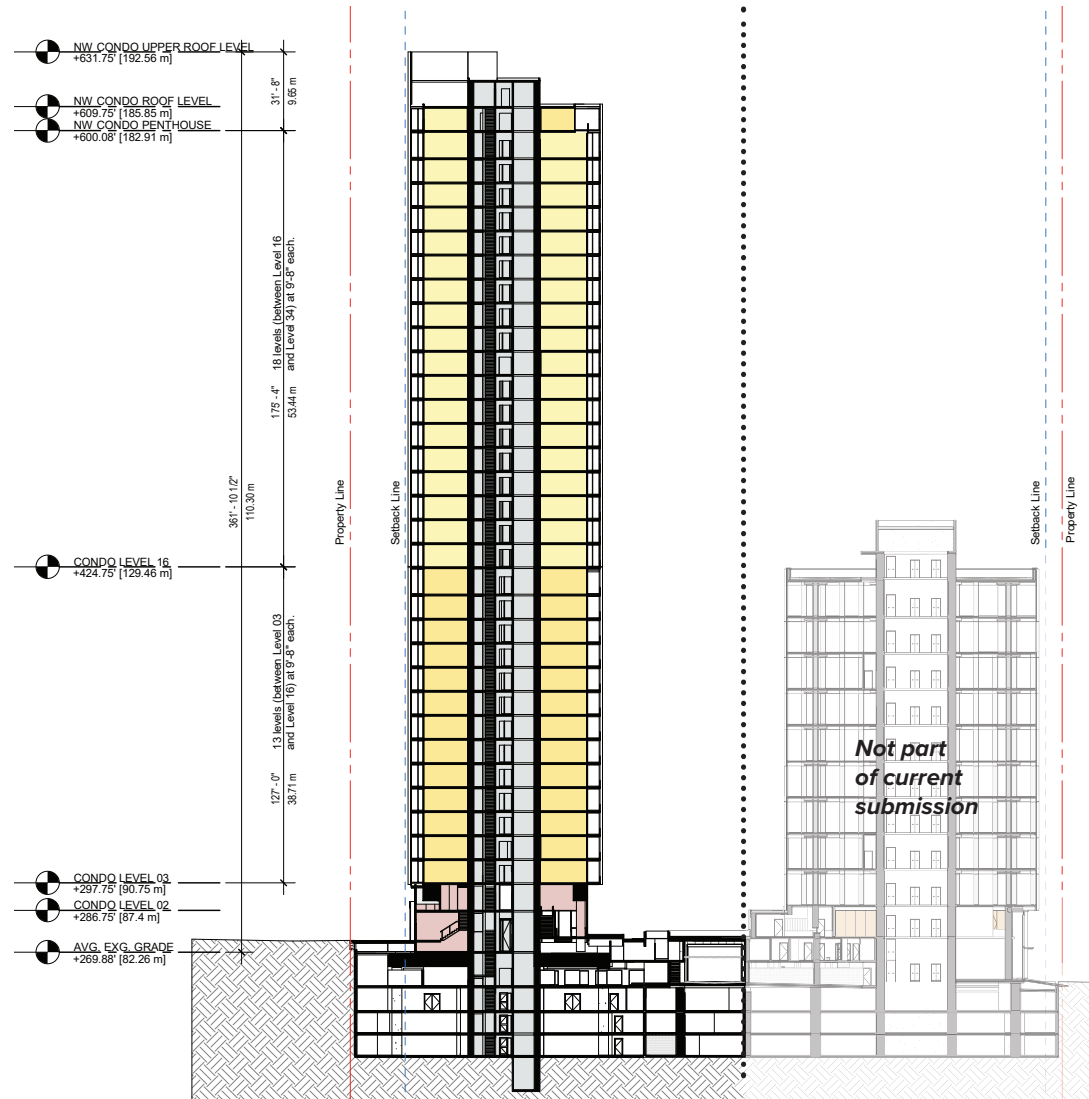 NW CONDO UPPER ROOF LEVEL
+631.75' [192.56 m]
NW CONDO ROOF LEVEL
+609.75' [185.85 m]
NW CONDO PENTHOUSE
+600.08' [182.91 m]
31' - 8"
9.65 m
18 levels (between Level 16
and Level 34) at 9'-8" each.
175' - 4"
53.44 m
361' - 10 1/2"
110.30 m
Property Line
Setback Line
Setback Line
Property Line
CONDO LEVEL 16
+424.75' [129.46 m]
13 levels (between Level 03
and Level 16) at 9'-8" each.
127' - 0"
38.71 m
Not part
of current
submission
CONDO LEVEL 03
+297.75' [90.75 m]
CONDO LEVEL 02
+286.75' [87.4 m]
AVG. EXG. GRADE
+269.88' [82.26 m]